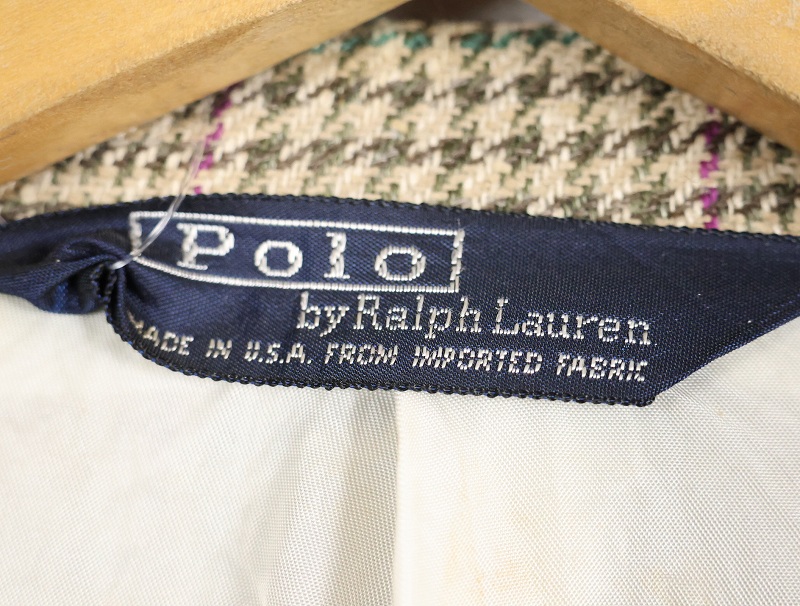 Polo
by Ralph Lauren
MADE IN U.S.A. FROM IMPORTED FABRIC